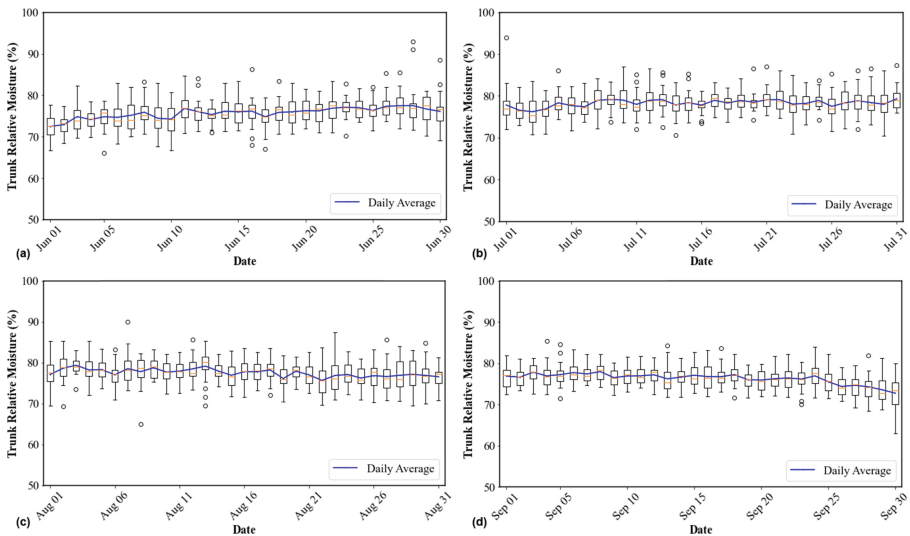 100
90
80
70
60
50
Trunk Relative Moisture (%)
Daily Average
Jun 01
Jun 05
Jun 10
Jun 15
Jun 20
Jun 25
Jun 30
Date
(a)
100
90
80
70
60
50
Trunk Relative Moisture (%)
Daily Average
Jul 01
Jul 06
Jul 11
Jul 16
Jul 21
Jul 26
Jul 31
Date
(b)
100
90
80
70
60
50
Trunk Relative Moisture (%)
Daily Average
Aug 01
Aug 06
Aug 11
Aug 16
Aug 21
Aug 26
Aug 31
Date
(c)
100
90
80
70
60
50
Trunk Relative Moisture (%)
Daily Average
Sep 01
Sep 05
Sep 10
Sep 15
Sep 20
Sep 25
Sep 30
Date
(d)